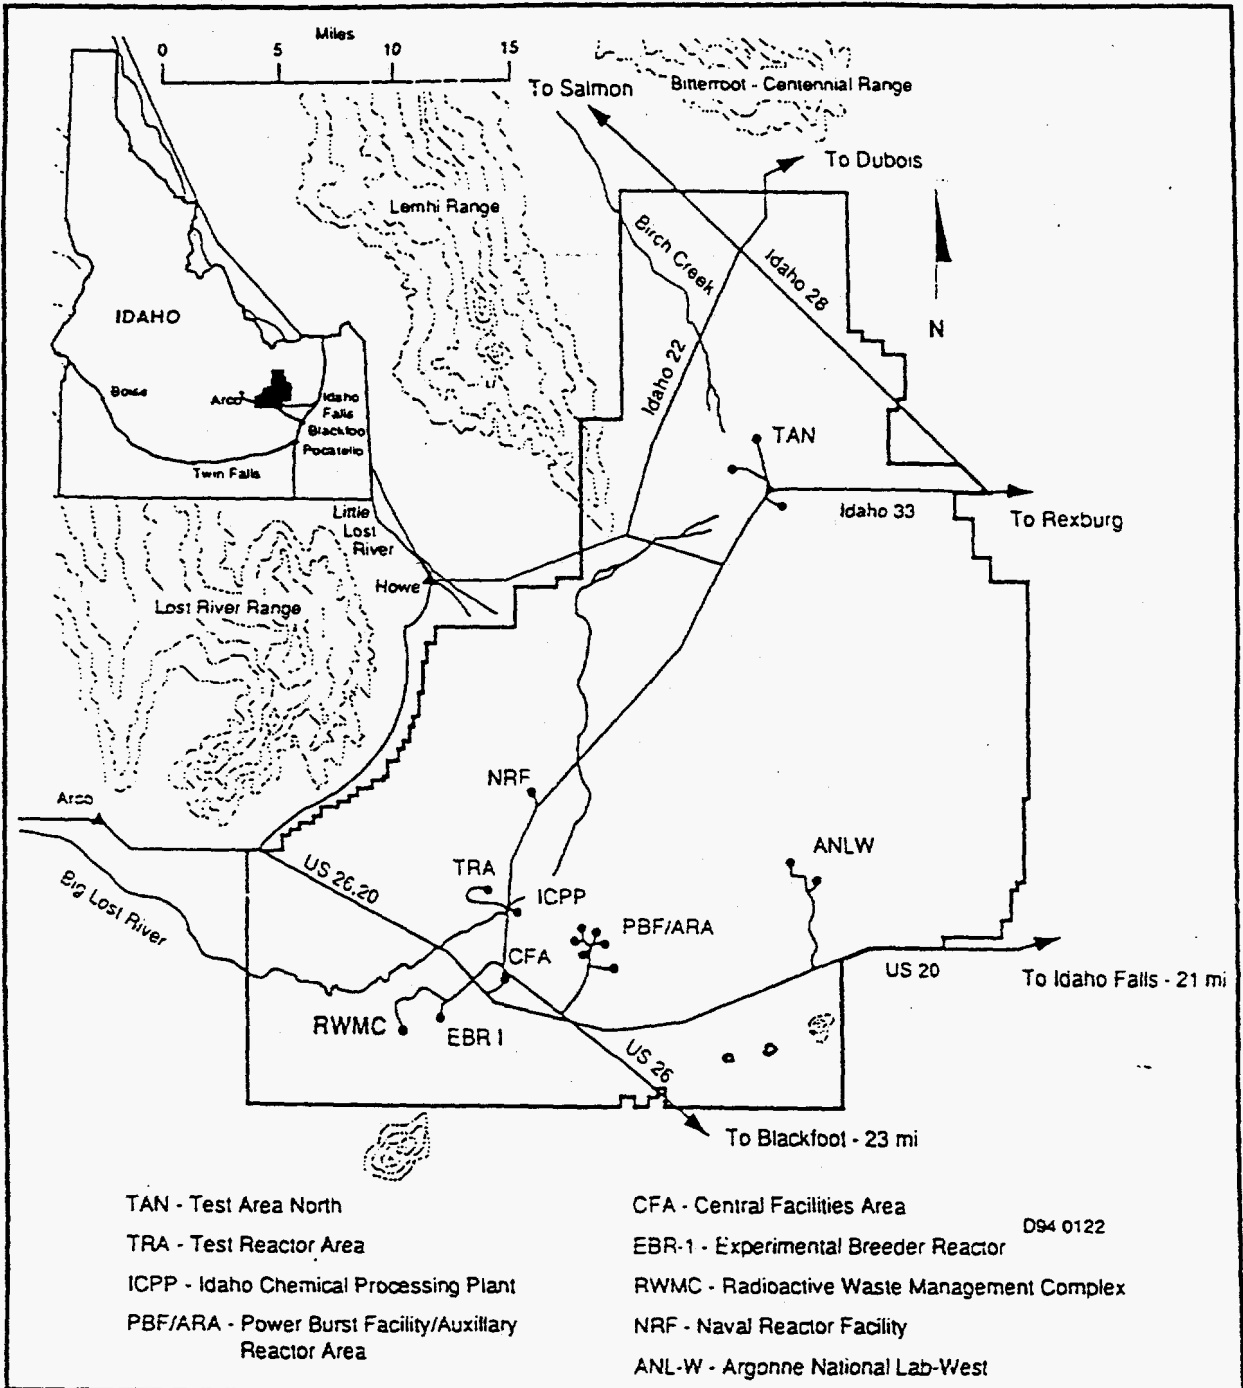 Miles
0 5 10 15
To Salmon
Bitterroot - Centennial Range
To Dubois
Lemhi Range
Birch Creek
Idaho 28
IDAHO
N
Idaho 22
Boise
Arco
Idaho
Falls
Blackfoo
Pocatello
TAN
Twin Falls
Idaho 33
To Rexburg
Little
Lost
River
Howe
Lost River Range
NRF
Arco
ANLW
US 26,20
TRA
ICPP
Big Lost River
PBF/ARA
CFA
US 20
To Idaho Falls - 21 mi
RWMC
EBR I
US 26
To Blackfoot - 23 mi
TAN - Test Area North
TRA - Test Reactor Area
ICPP - Idaho Chemical Processing Plant
PBF/ARA - Power Burst Facility/Auxillary
Reactor Area
CFA - Central Facilities Area
D94 0122
EBR-1 - Experimental Breeder Reactor
RWMC - Radioactive Waste Management Complex
NRF - Naval Reactor Facility
ANL-W - Argonne National Lab-West